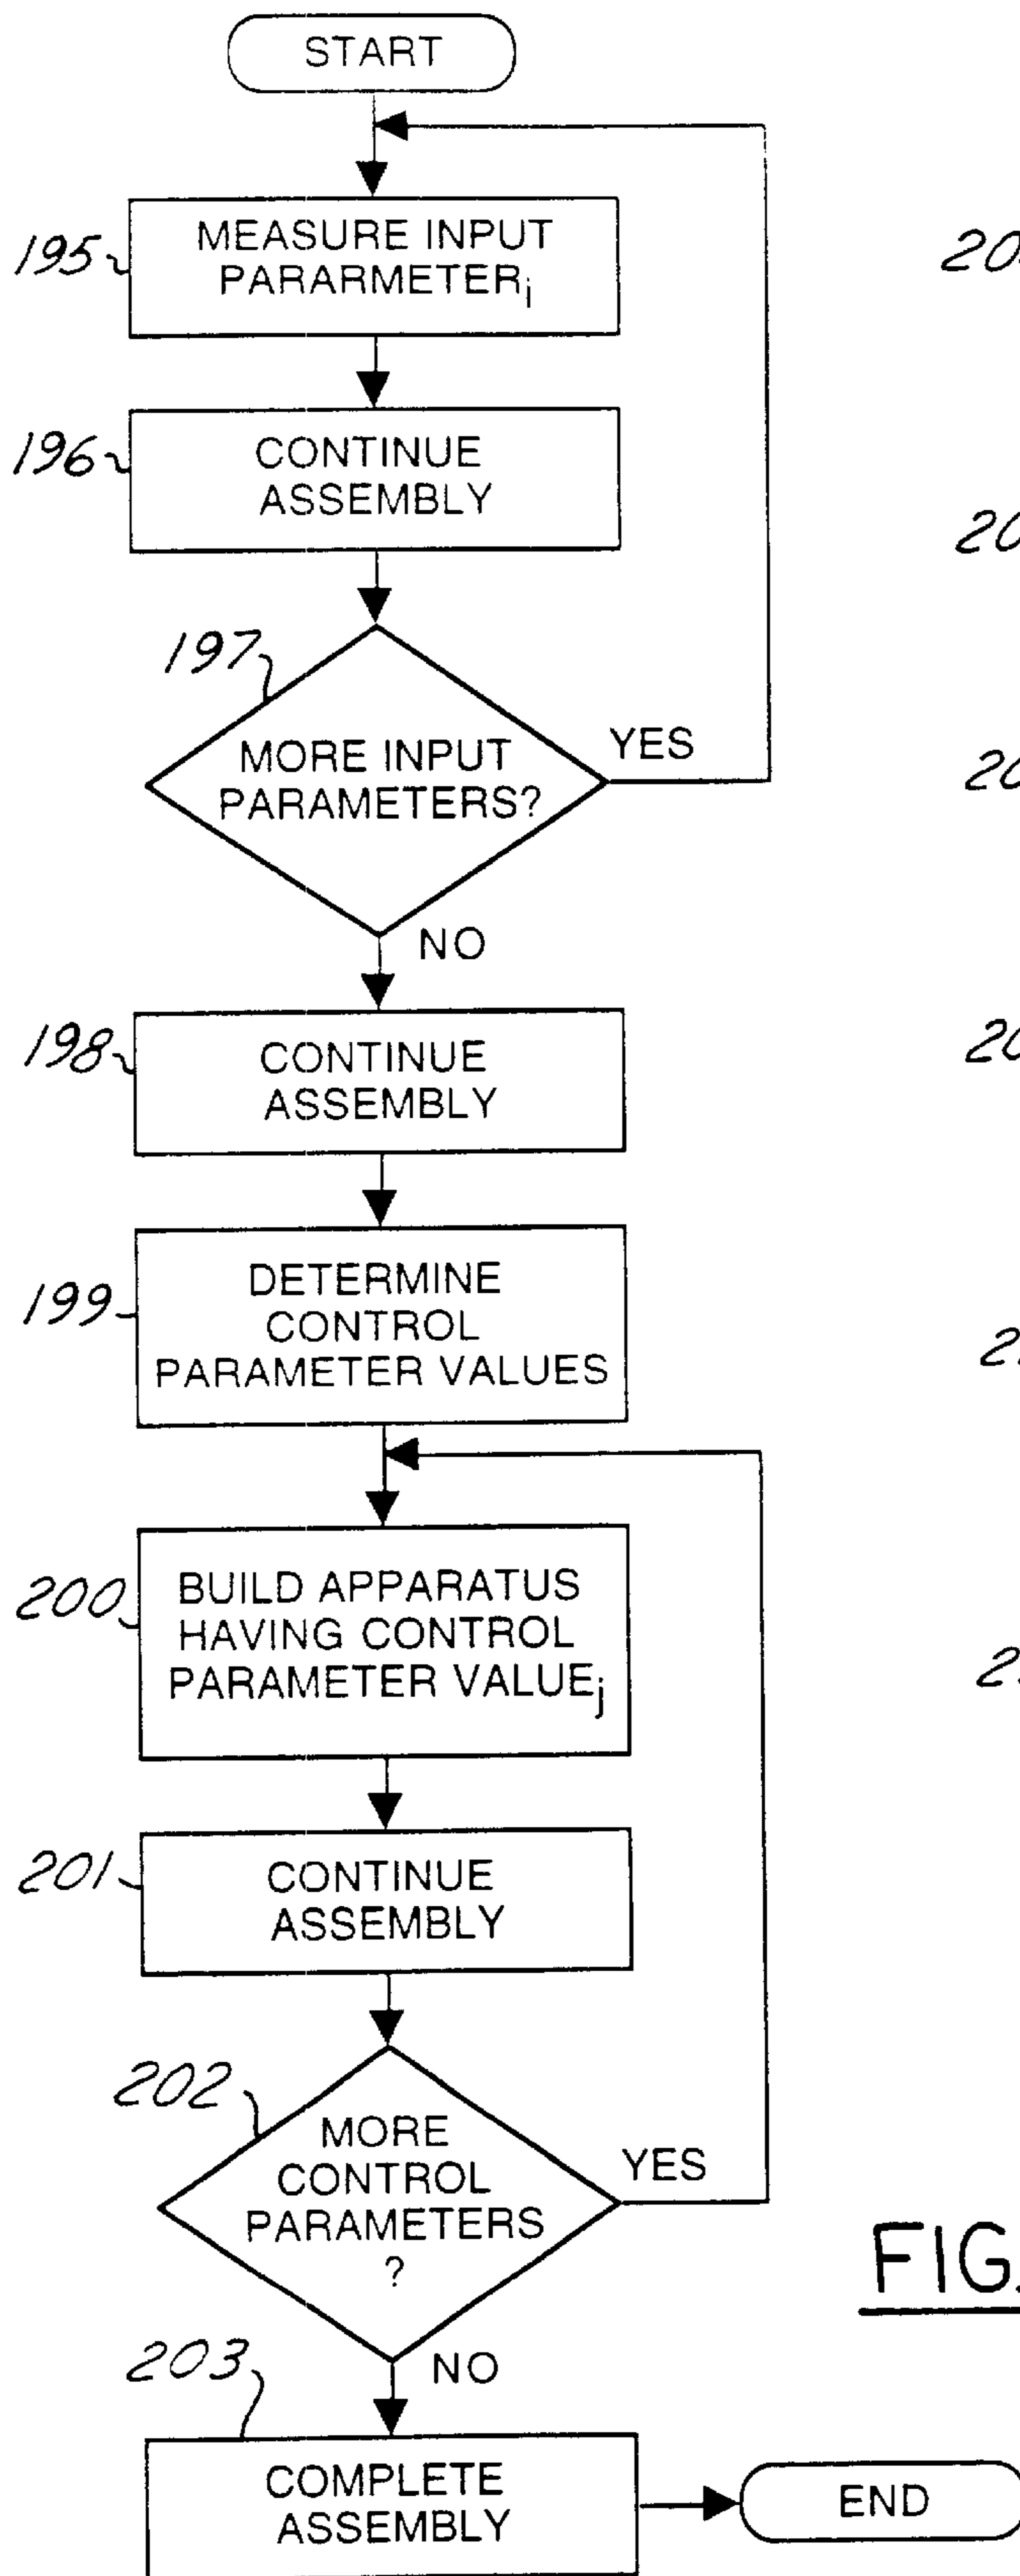 START
195
MEASURE INPUT
PARARMETERi
196
CONTINUE
ASSEMBLY
197
MORE INPUT
PARAMETERS?
YES
NO
198
CONTINUE
ASSEMBLY
199
DETERMINE
CONTROL
PARAMETER VALUES
200
BUILD APPARATUS
HAVING CONTROL
PARAMETER VALUEj
201
CONTINUE
ASSEMBLY
202
MORE
CONTROL
PARAMETERS
?
YES
NO
203
COMPLETE
ASSEMBLY
END
FIG.